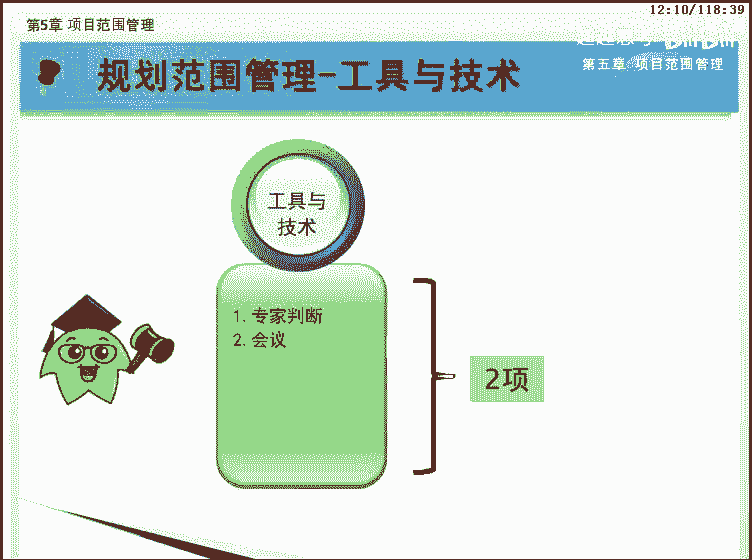 12:10/118:39
第5章 项目范围管理
规划范围管理-工具与技术
第五章 项目范围管理
工具与
技术
1. 专家判断
2. 会议
2项